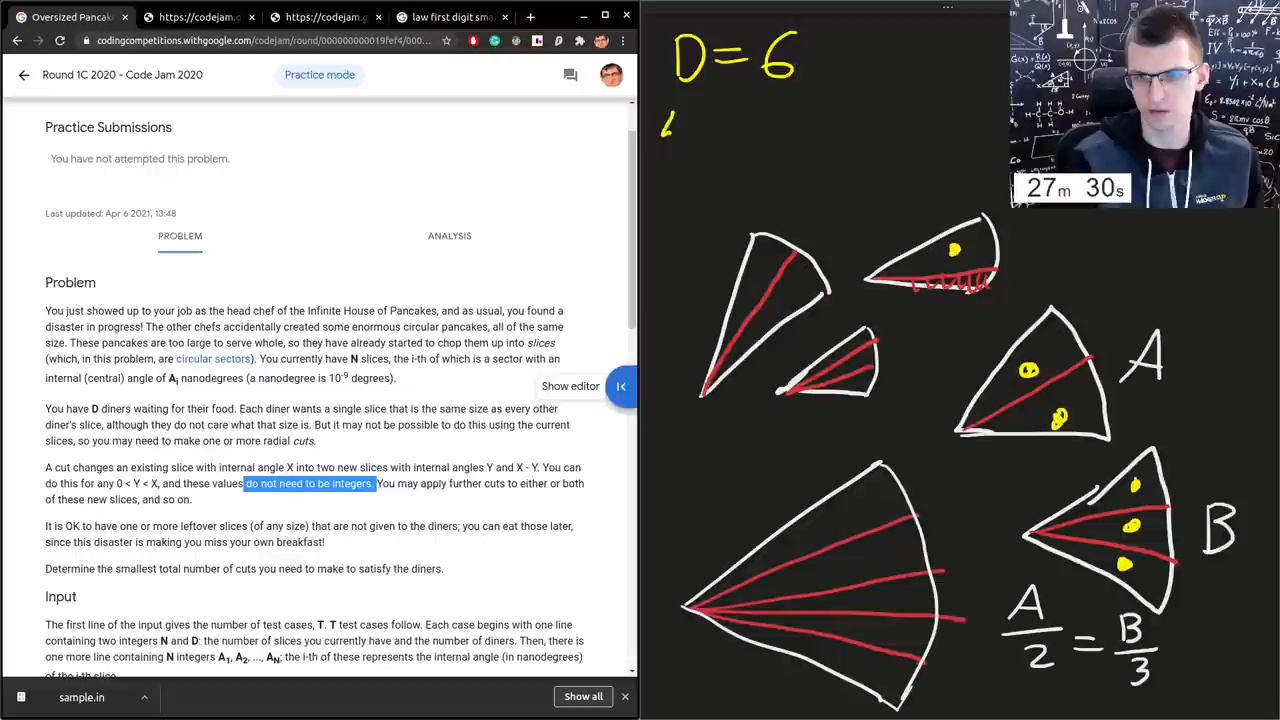 Oversized Pancak
https://codejam.g
https://codejam.g
law first digit sma
codingcompetitions.withgoogle.com/codejam/round/000000000019fef4/000...
Round 1C 2020 - Code Jam 2020
Practice mode
Practice Submissions
You have not attempted this problem.
Last updated: Apr 6 2021, 13:48
PROBLEM
ANALYSIS
Problem
You just showed up to your job as the head chef of the Infinite House of Pancakes, and as usual, you found a
disaster in progress! The other chefs accidentally created some enormous circular pancakes, all of the same
size. These pancakes are too large to serve whole, so they have already started to chop them up into slices
(which, in this problem, are circular sectors). You currently have N slices, the i-th of which is a sector with an
internal (central) angle of Ai nanodegrees (a nanodegree is 10-9 degrees).
Show editor
You have D diners waiting for their food. Each diner wants a single slice that is the same size as every other
diner's slice, although they do not care what that size is. But it may not be possible to do this using the current
slices, so you may need to make one or more radial cuts.
A cut changes an existing slice with internal angle X into two new slices with internal angles Y and X - Y. You can
do this for any 0 < Y < X, and these values do not need to be integers. You may apply further cuts to either or both
of these new slices, and so on.
It is OK to have one or more leftover slices (of any size) that are not given to the diners; you can eat those later,
since this disaster is making you miss your own breakfast!
Determine the smallest total number of cuts you need to make to satisfy the diners.
Input
The first line of the input gives the number of test cases, T. T test cases follow. Each case begins with one line
containing two integers N and D: the number of slices you currently have and the number of diners. Then, there is
one more line containing N integers A1, A2, ..., AN; the i-th of these represents the internal angle (in nanodegrees)
of the i-th slice.
sample.in
Show all
D = 6
A
B
A/2 = B/3
27m 30s